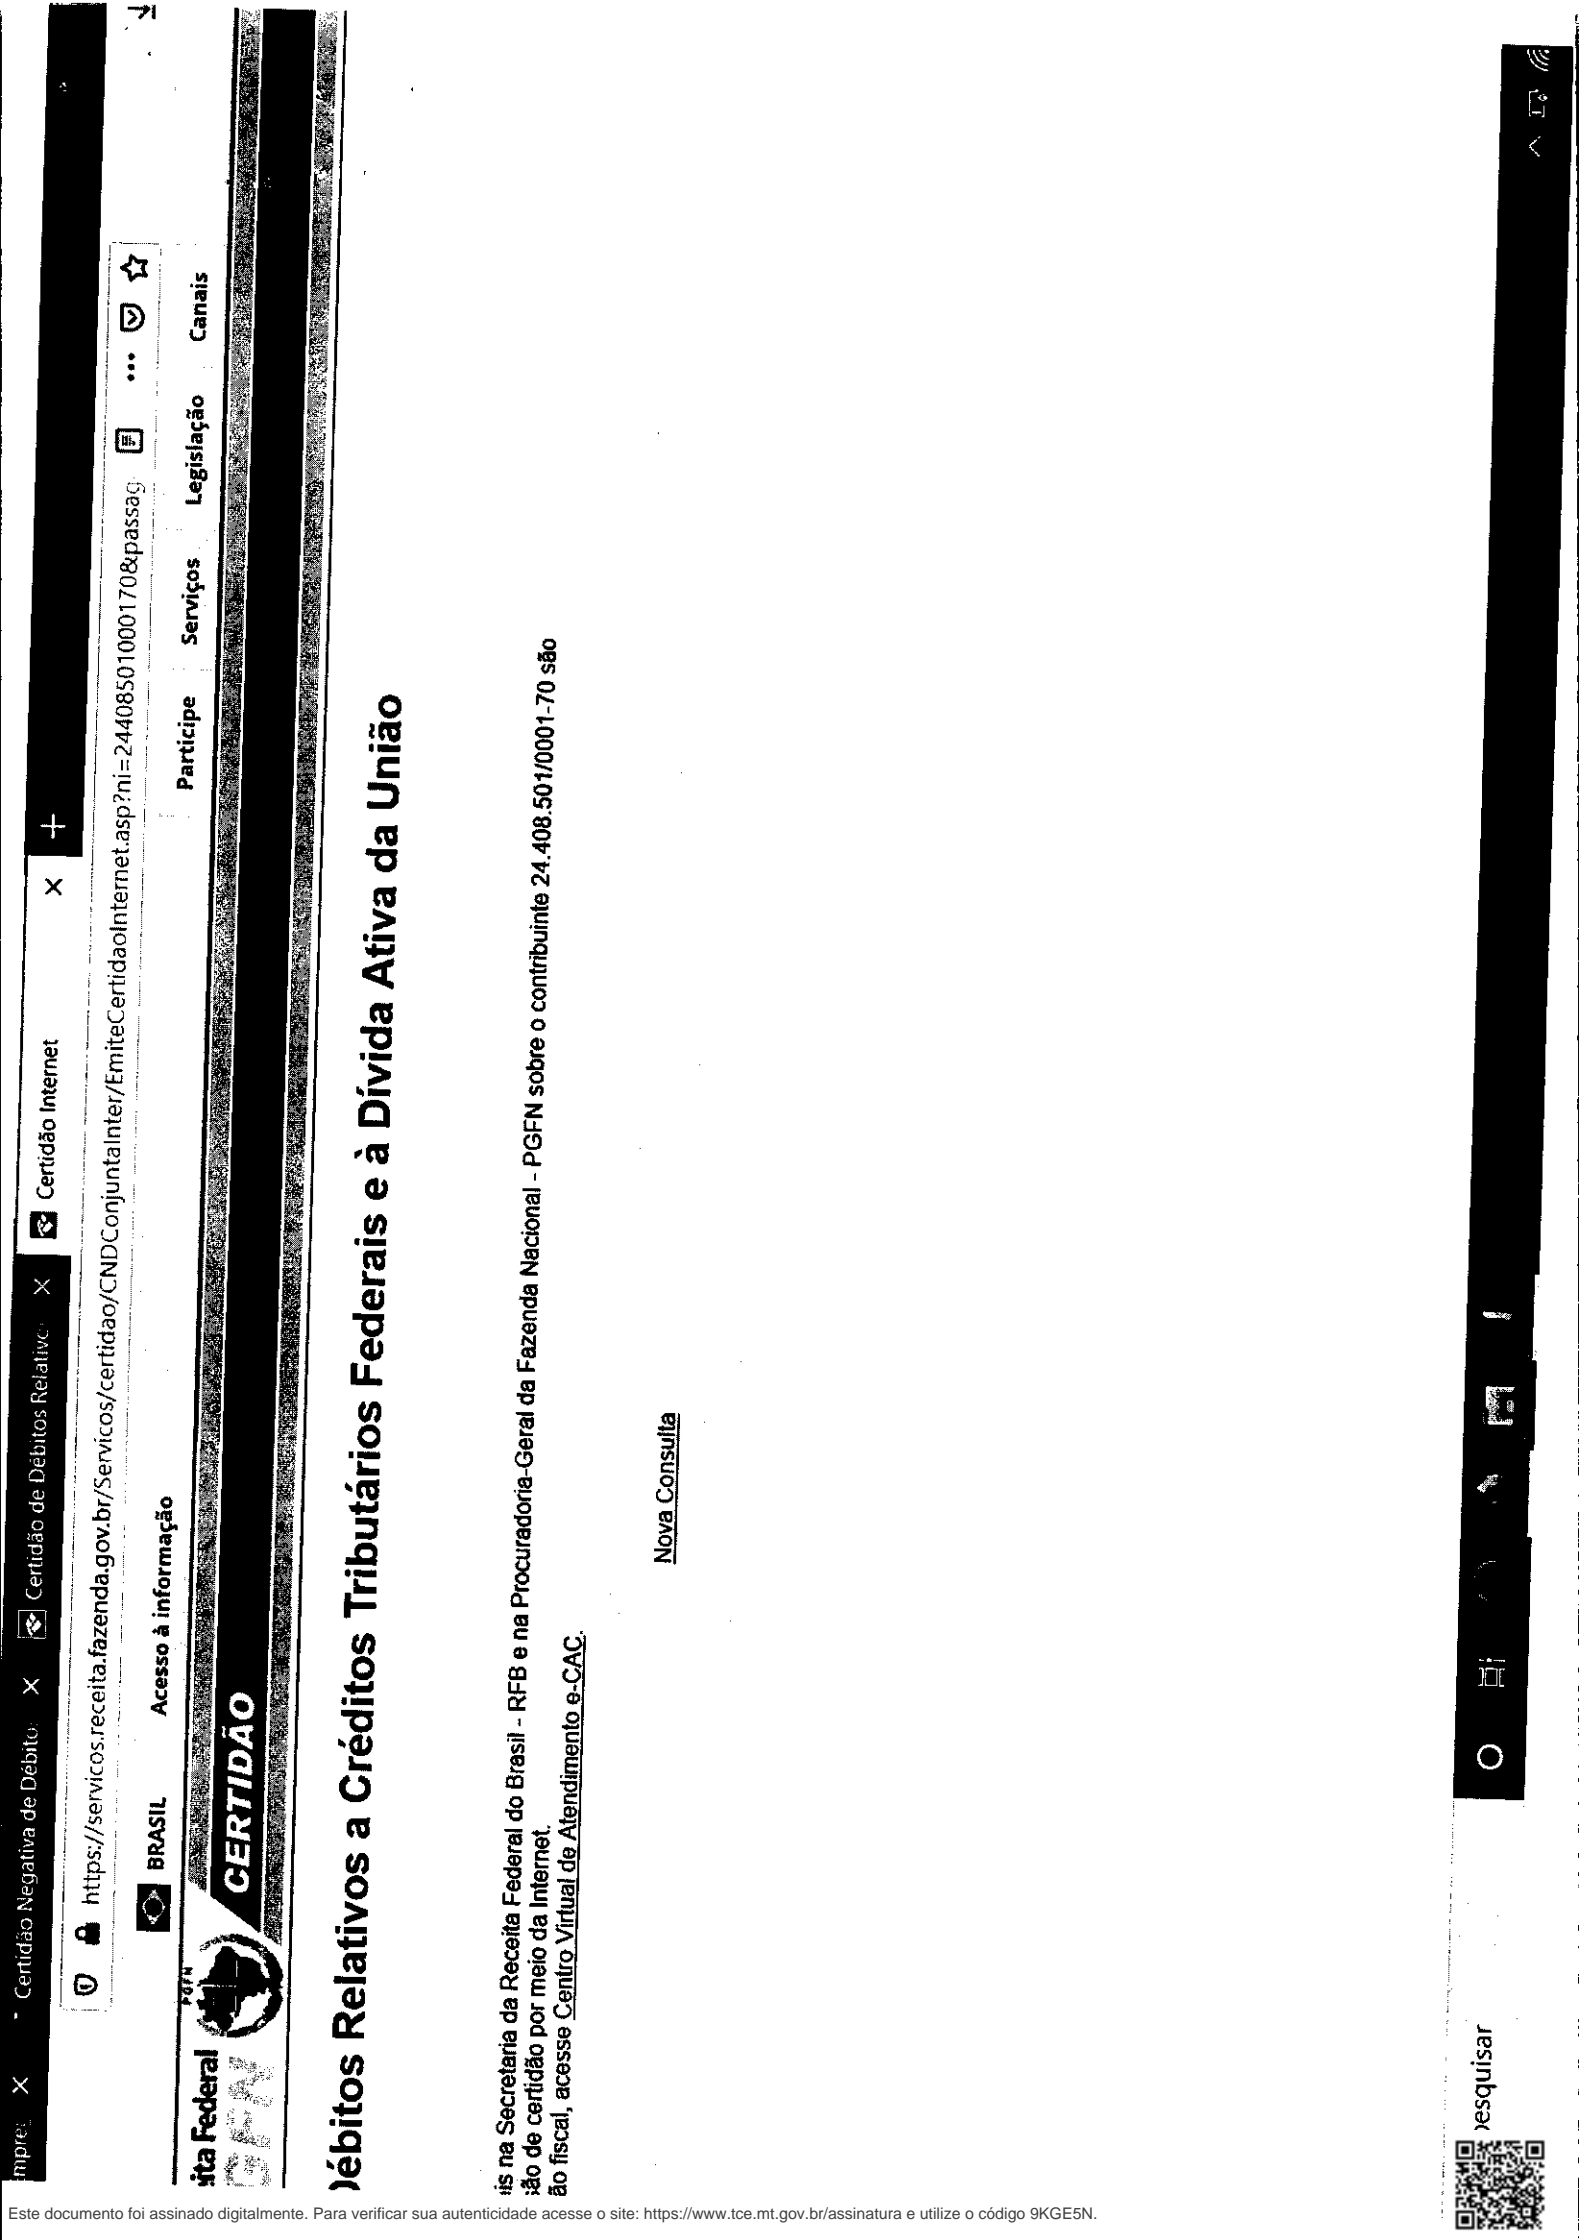 Certidão Negativa de Débito
Certidão de Débitos Relativo
Certidão Internet
https://servicos.receita.fazenda.gov.br/Servicos/certidao/CNDConjuntaInter/EmiteCertidaoInternet.asp?ni=24408501000170&passag
BRASIL Acesso à informação Participe Serviços Legislação Canais
ita Federal
PGFN
CERTIDÃO
ébitos Relativos a Créditos Tributários Federais e à Dívida Ativa da União
is na Secretaria da Receita Federal do Brasil - RFB e na Procuradoria-Geral da Fazenda Nacional - PGFN sobre o contribuinte 24.408.501/0001-70 são
ão de certidão por meio da Internet.
ão fiscal, acesse Centro Virtual de Atendimento e-CAC.
Nova Consulta
esquisar
Este documento foi assinado digitalmente. Para verificar sua autenticidade acesse o site: https://www.tce.mt.gov.br/assinatura e utilize o código 9KGE5N.